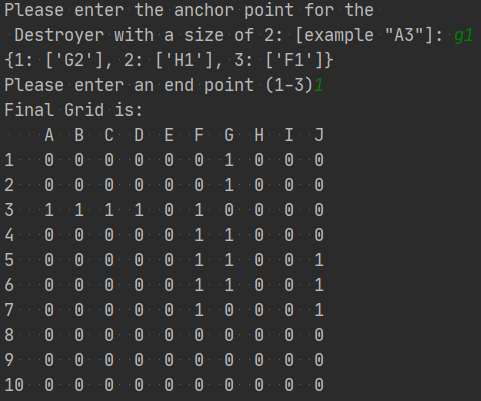 Please enter the anchor point for the
 Destroyer with a size of 2: [example "A3"]: g1
{1: ['G2'], 2: ['H1'], 3: ['F1']}
Please enter an end point (1-3)1
Final Grid is:
    A  B  C  D  E  F  G  H  I  J
1   0  0  0  0  0  0  1  0  0  0
2   0  0  0  0  0  0  1  0  0  0
3   1  1  1  1  0  1  0  0  0  0
4   0  0  0  0  0  1  1  0  0  0
5   0  0  0  0  0  1  1  0  0  1
6   0  0  0  0  0  1  1  0  0  1
7   0  0  0  0  0  1  0  0  0  1
8   0  0  0  0  0  0  0  0  0  0
9   0  0  0  0  0  0  0  0  0  0
10  0  0  0  0  0  0  0  0  0  0